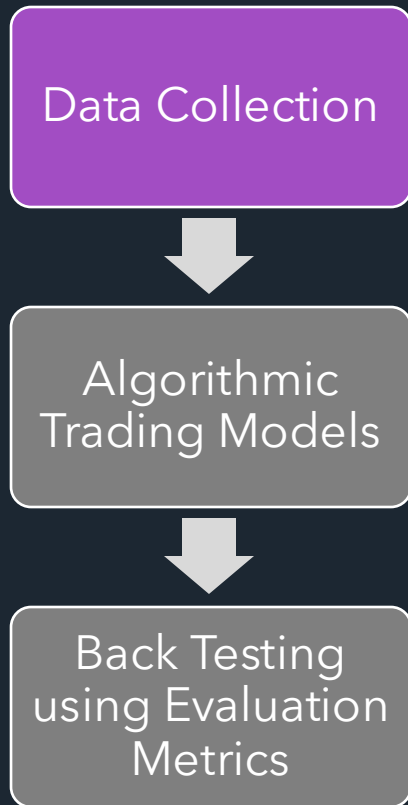 Data Collection
Algorithmic
Trading Models
Back Testing
using Evaluation
Metrics